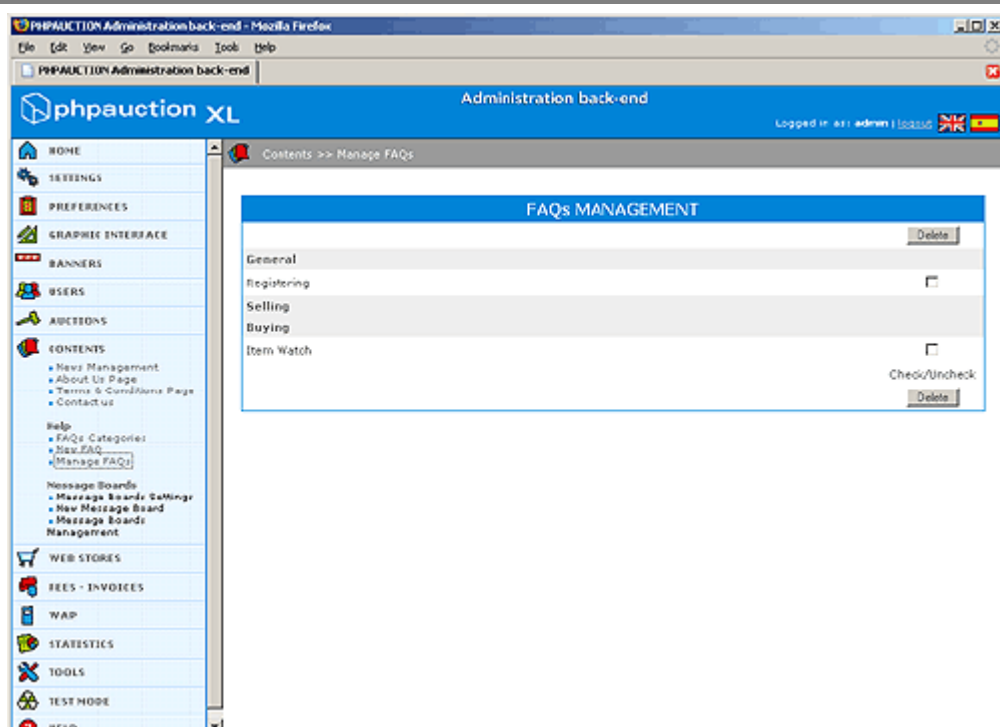 PHPAUCTION Administration back-end - Mozilla Firefox
File Edit View Go Bookmarks Tools Help
PHPAUCTION Administration back-end
phpauction XL
Administration back-end
Logged in as: admin | logout
HOME
Contents >> Manage FAQs
SETTINGS
PREFERENCES
GRAPHIC INTERFACE
BANNERS
USERS
AUCTIONS
CONTENTS
News Management
About Us Page
Terms & Conditions Page
Contact us
Help
FAQs Categories
New FAQ
Manage FAQs
Message Boards
Message Boards Settings
New Message Board
Message Boards
Management
WEB STORES
FEES - INVOICES
WAP
STATISTICS
TOOLS
TEST MODE
HELP
FAQs MANAGEMENT
Delete
General
Registering
Selling
Buying
Item Watch
Check/Uncheck
Delete